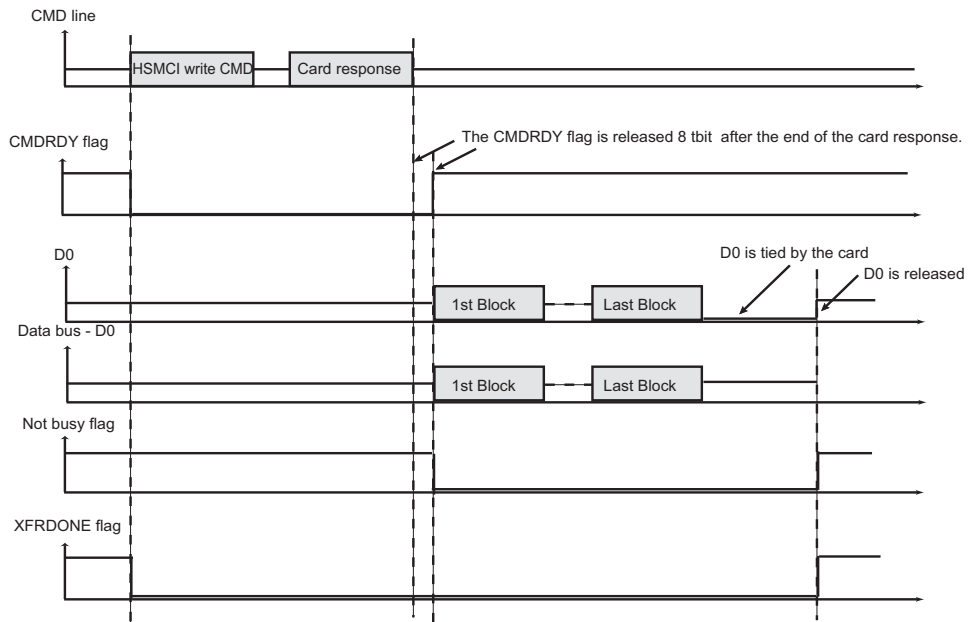 CMD line
HSMCI write CMD
Card response
CMDRDY flag
The CMDRDY flag is released 8 tbit after the end of the card response.
D0
1st Block
Last Block
D0 is tied by the card
D0 is released
Data bus - D0
1st Block
Last Block
Not busy flag
XFRDONE flag